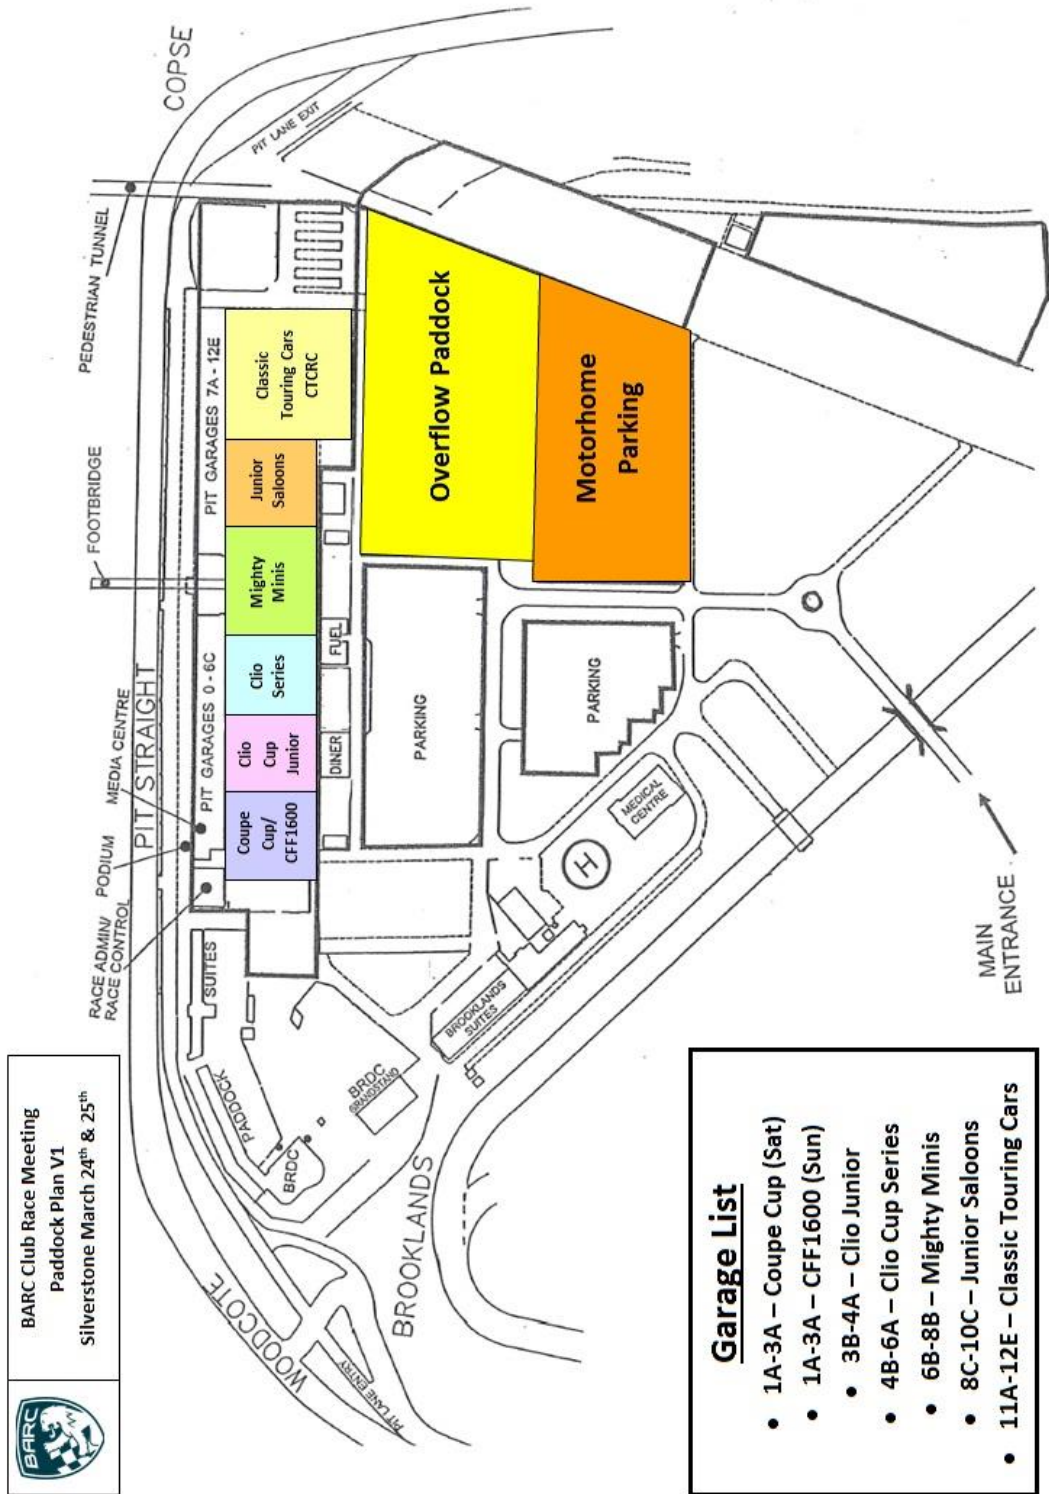 BARC
BARC Club Race Meeting
Paddock Plan V1
Silverstone March 24th & 25th
COPSE
PIT LANE EXIT
PEDESTRIAN TUNNEL
FOOTBRIDGE
MEDIA CENTRE
PODIUM
RACE ADMIN/
RACE CONTROL
PIT STRAIGHT
PIT GARAGES 7A - 12E
PIT GARAGES 0 - 6C
SUITES
PADDOCK
BRDC
BRDC
GRANDSTAND
WOODCOTE
PIT LANE ENTRY
BROOKLANDS
BROOKLANDS
SUITES
Coupe
Cup/
CFF1600
Clio
Cup
Junior
Clio
Series
Mighty
Minis
Junior
Saloons
Classic
Touring Cars
CTCRC
DINER
FUEL
PARKING
PARKING
Overflow Paddock
Motorhome
Parking
MEDICAL
CENTRE
H
MAIN
ENTRANCE
Garage List
• 1A-3A – Coupe Cup (Sat)
• 1A-3A – CFF1600 (Sun)
• 3B-4A – Clio Junior
• 4B-6A – Clio Cup Series
• 6B-8B – Mighty Minis
• 8C-10C – Junior Saloons
• 11A-12E – Classic Touring Cars